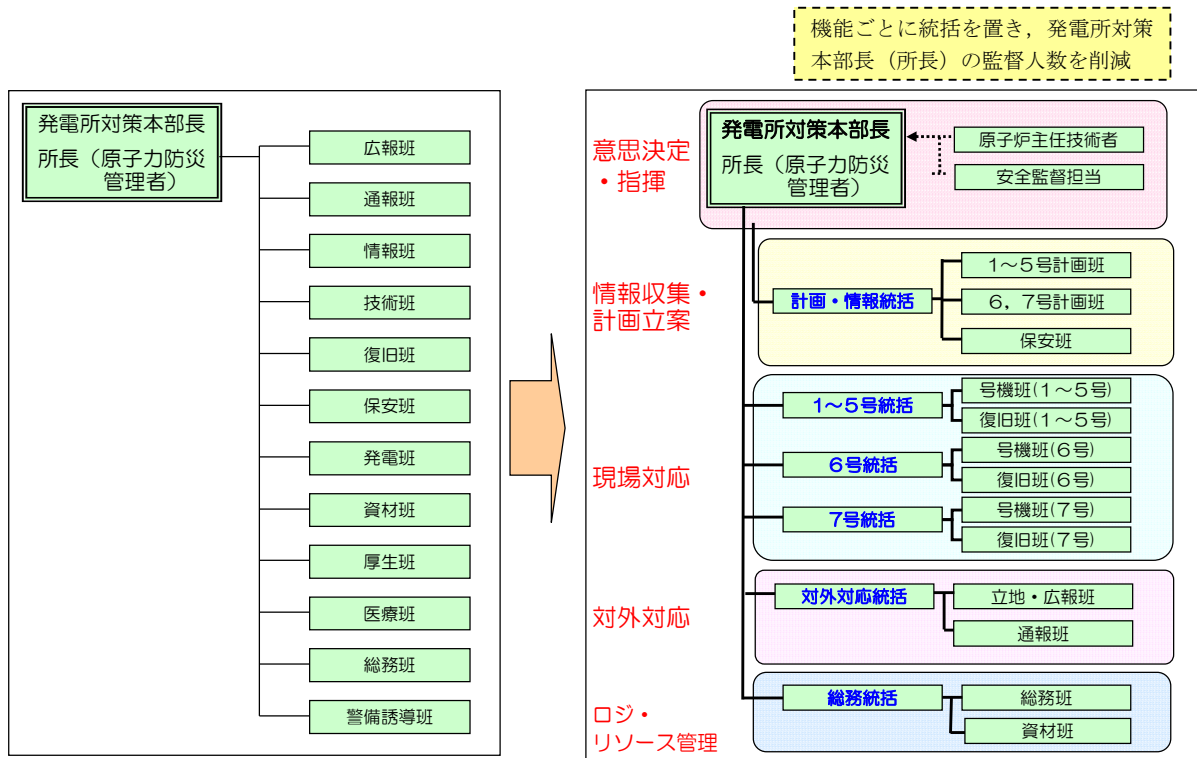 機能ごとに統括を置き，発電所対策
本部長（所長）の監督人数を削減
発電所対策本部長
所長（原子力防災
管理者）
広報班
通報班
情報班
技術班
復旧班
保安班
発電班
資材班
厚生班
医療班
総務班
警備誘導班
意思決定
・指揮
発電所対策本部長
所長（原子力防災
管理者）
原子炉主任技術者
安全監督担当
情報収集・
計画立案
計画・情報統括
1～5号計画班
6，7号計画班
保安班
現場対応
1～5号統括
号機班(1～5号)
復旧班(1～5号)
6号統括
号機班(6号)
復旧班(6号)
7号統括
号機班(7号)
復旧班(7号)
対外対応
対外対応統括
立地・広報班
通報班
ロジ・
リソース管理
総務統括
総務班
資材班